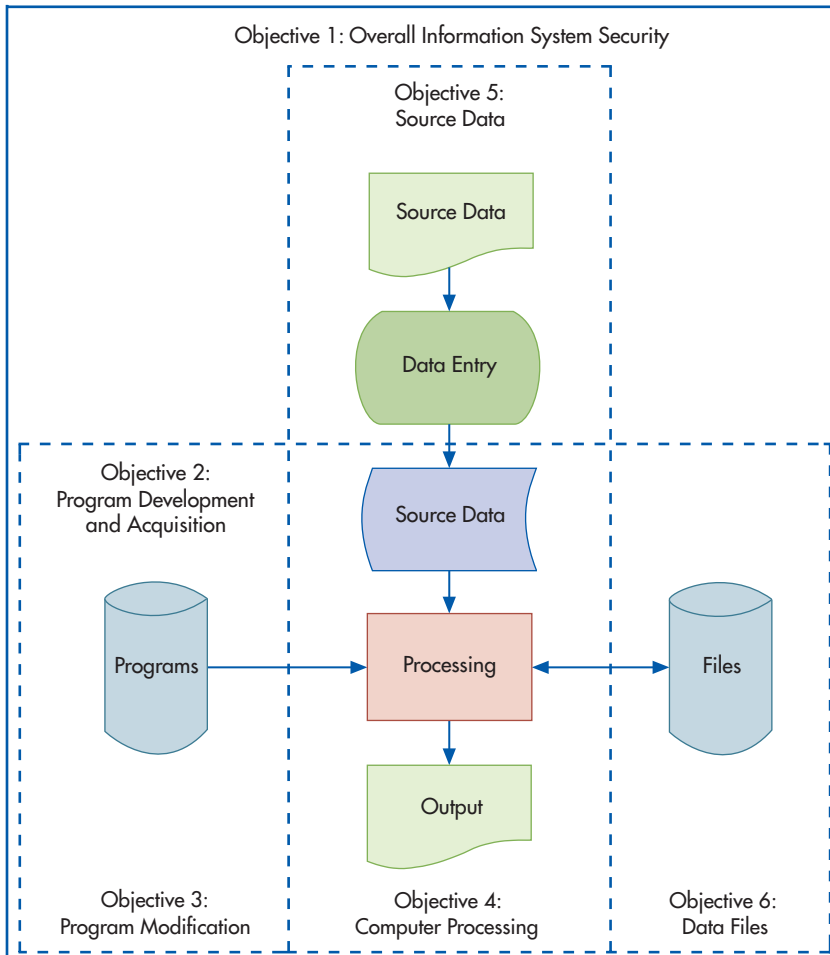 Objective 1: Overall Information System Security
Objective 5:
Source Data
Source Data
Data Entry
Objective 2:
Program Development
and Acquisition
Source Data
Programs
Processing
Files
Output
Objective 3:
Program Modification
Objective 4:
Computer Processing
Objective 6:
Data Files